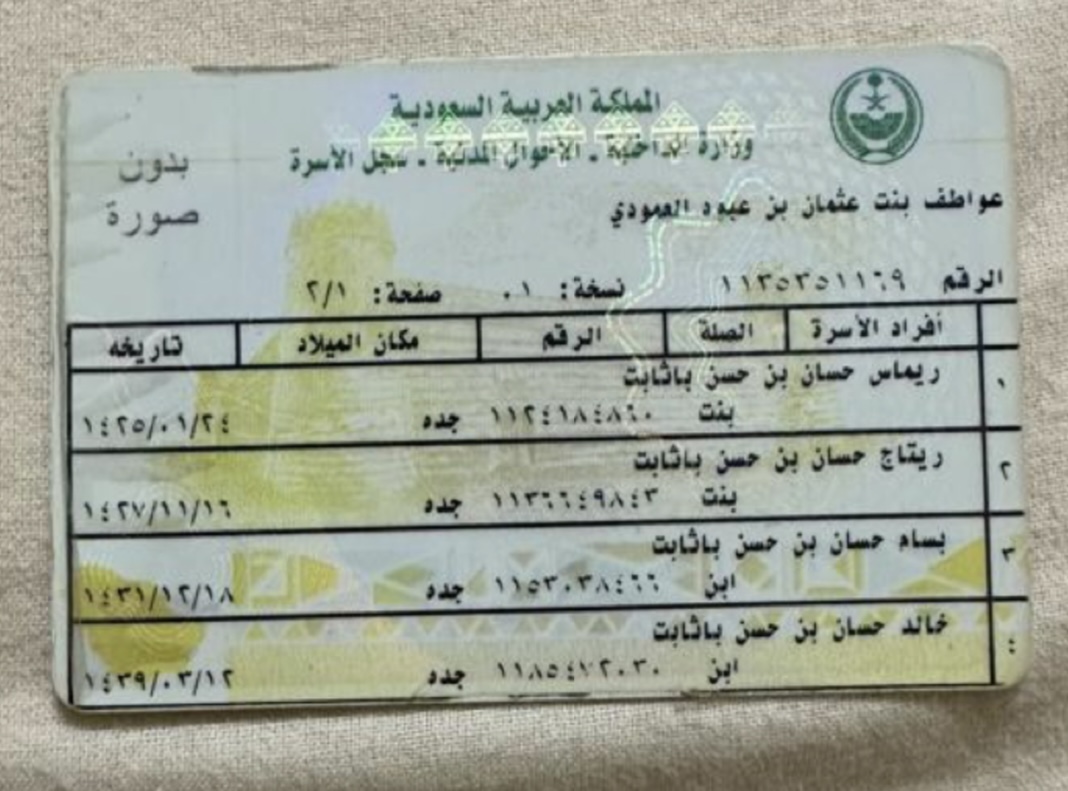 المملكة العربية السعودية
وزارة الداخلية ـ الأحوال المدنية ـ سجل الأسرة
بدون
صورة
عواطف بنت عثمان بن عبود العمودي
الرقم ١١٣٥٣٥١١٦٩ نسخة: ٠١ صفحة: ٢/١
أفراد الأسرة الصلة الرقم مكان الميلاد تاريخه
١ ريماس حسان بن حسن باثابت
بنت ١١٢٤١٨٤٨٦٠ جده ١٤٢٥/٠١/٢٤
٢ ريتاج حسان بن حسن باثابت
بنت ١١٣٦٦٤٩٨٤٣ جده ١٤٢٧/١١/١٦
٣ بسام حسان بن حسن باثابت
ابن ١١٥٣٠٣٨٤٦٦ جده ١٤٣١/١٢/١٨
٤ خالد حسان بن حسن باثابت
ابن ١١٨٥٤٧٢٠٣٠ جده ١٤٣٩/٠٣/١٢